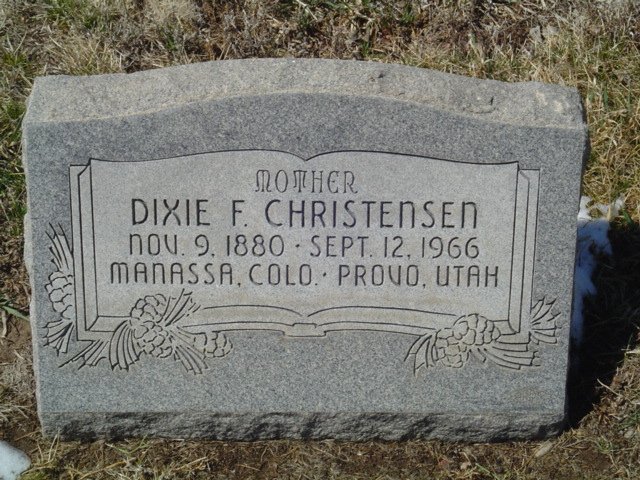 MOTHER
DIXIE F. CHRISTENSEN
NOV. 9, 1880 · SEPT. 12, 1966
MANASSA, COLO. · PROVO, UTAH